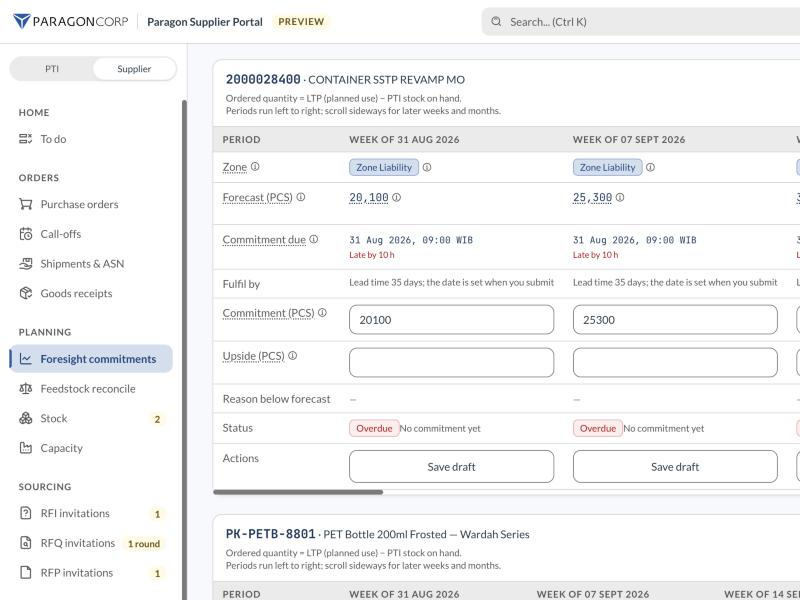 PARAGONCORP
Paragon Supplier Portal
PREVIEW
Search... (Ctrl K)
PTI
Supplier
HOME
To do
ORDERS
Purchase orders
Call-offs
Shipments & ASN
Goods receipts
PLANNING
Foresight commitments
Feedstock reconcile
Stock 2
Capacity
SOURCING
RFI invitations 1
RFQ invitations 1 round
RFP invitations 1
2000028400 · CONTAINER SSTP REVAMP MO
Ordered quantity = LTP (planned use) − PTI stock on hand.
Periods run left to right; scroll sideways for later weeks and months.
PERIOD WEEK OF 31 AUG 2026 WEEK OF 07 SEPT 2026
Zone Zone Liability Zone Liability
Forecast (PCS) 20,100 25,300
Commitment due 31 Aug 2026, 09:00 WIB 31 Aug 2026, 09:00 WIB
Late by 10 h Late by 10 h
Fulfil by Lead time 35 days; the date is set when you submit Lead time 35 days; the date is set when you submit
Commitment (PCS) 20100 25300
Upside (PCS)
Reason below forecast – –
Status Overdue No commitment yet Overdue No commitment yet
Actions Save draft Save draft
PK-PETB-8801 · PET Bottle 200ml Frosted — Wardah Series
Ordered quantity = LTP (planned use) − PTI stock on hand.
Periods run left to right; scroll sideways for later weeks and months.
PERIOD WEEK OF 31 AUG 2026 WEEK OF 07 SEPT 2026 WEEK OF 14 SE